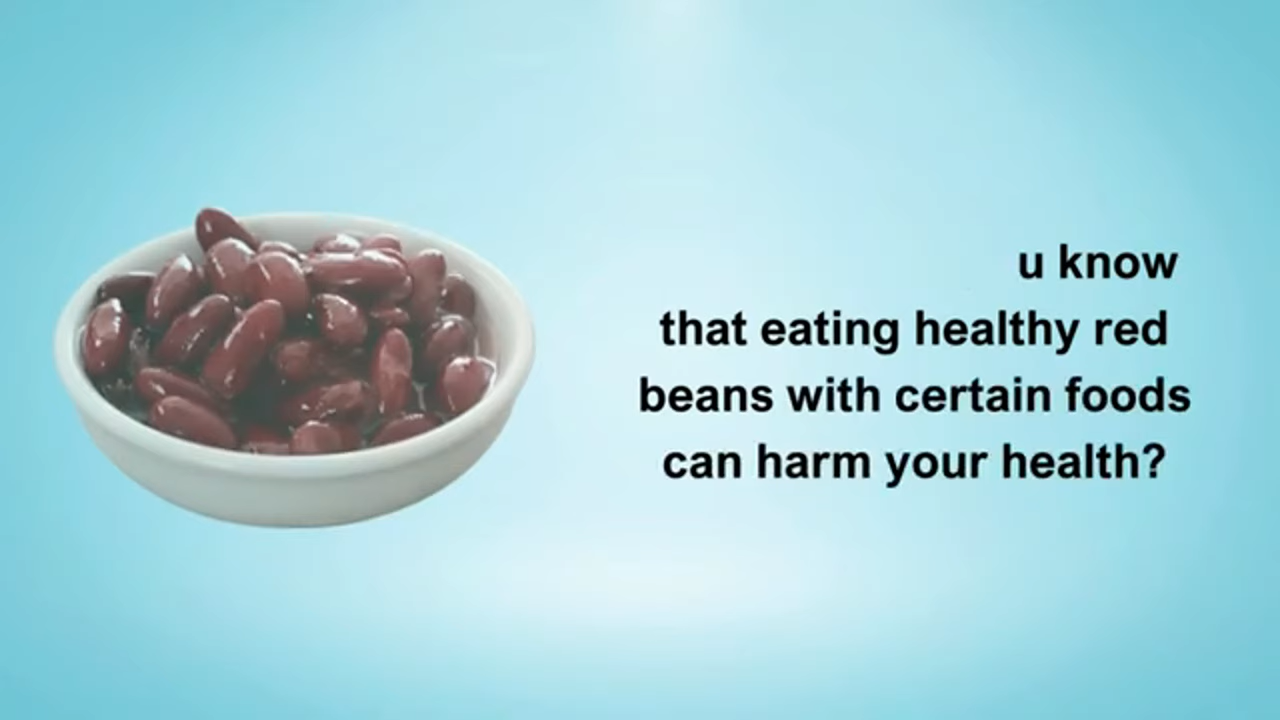 u know
that eating healthy red
beans with certain foods
can harm your health?